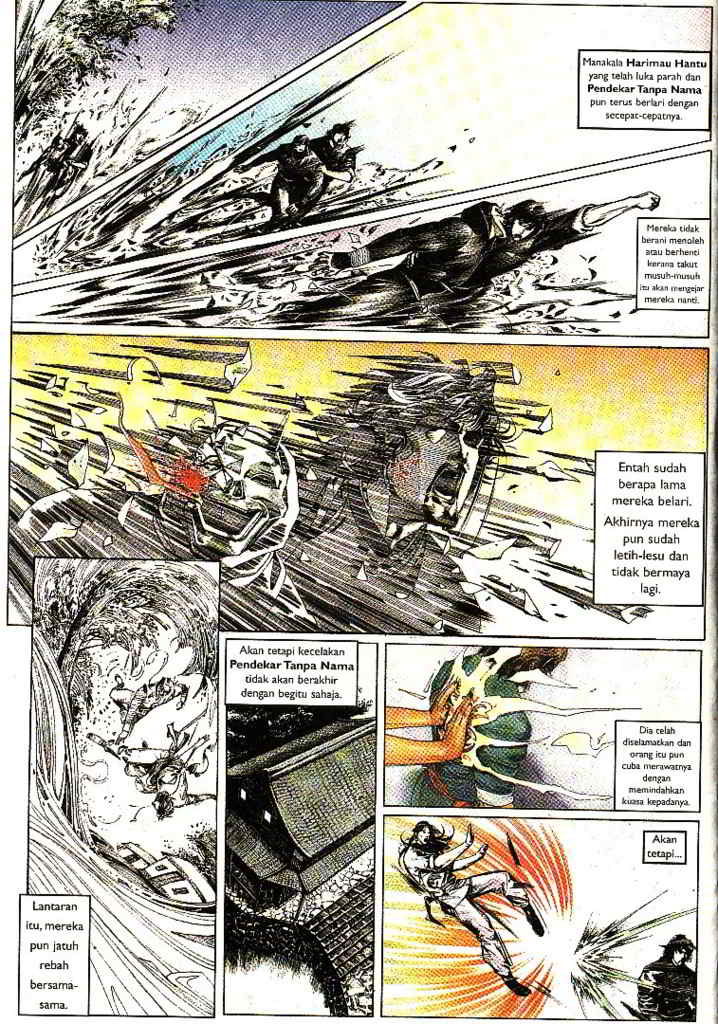 Manakala Harimau Hantu
yang telah luka parah dan
Pendekar Tanpa Nama
pun terus berlari dengan
secepat-cepatnya.
Mereka tidak
berani menoleh
atau berhenti
kerana takut
musuh-musuh
itu akan mengejar
mereka nanti.
Entah sudah
berapa lama
mereka belari.
Akhirnya mereka
pun sudah
letih-lesu dan
tidak bermaya
lagi.
Lantaran
itu, mereka
pun jatuh
rebah
bersama-
sama.
Akan tetapi kecelakan
Pendekar Tanpa Nama
tidak akan berakhir
dengan begitu sahaja.
Dia telah
diselamatkan dan
orang itu pun
cuba merawatnya
dengan
memindahkan
kuasa kepadanya.
Akan
tetapi...